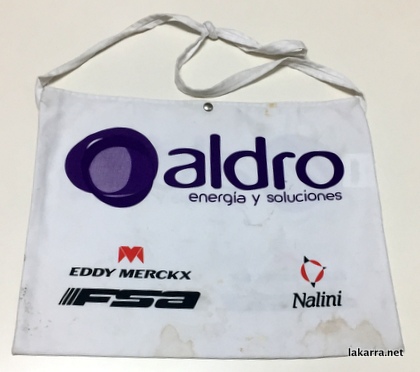 aldro
energía y soluciones
EDDY MERCKX
FSA
Nalini
lakarra.net